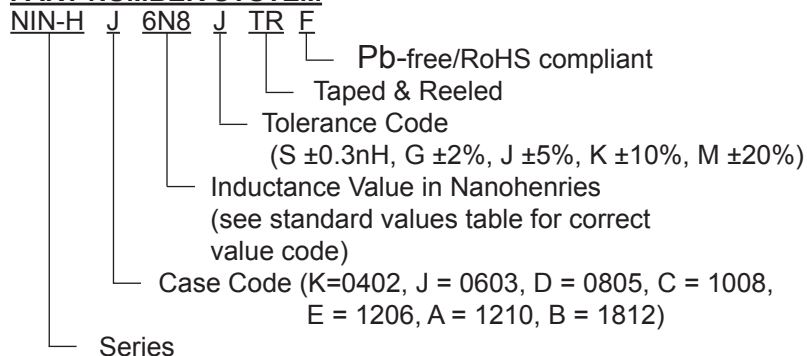 PART NUMBER SYSTEM
NIN-H J 6N8 J TR F
Pb-free/RoHS compliant
Taped & Reeled
Tolerance Code
(S ±0.3nH, G ±2%, J ±5%, K ±10%, M ±20%)
Inductance Value in Nanohenries
(see standard values table for correct
value code)
Case Code (K=0402, J = 0603, D = 0805, C = 1008,
E = 1206, A = 1210, B = 1812)
Series